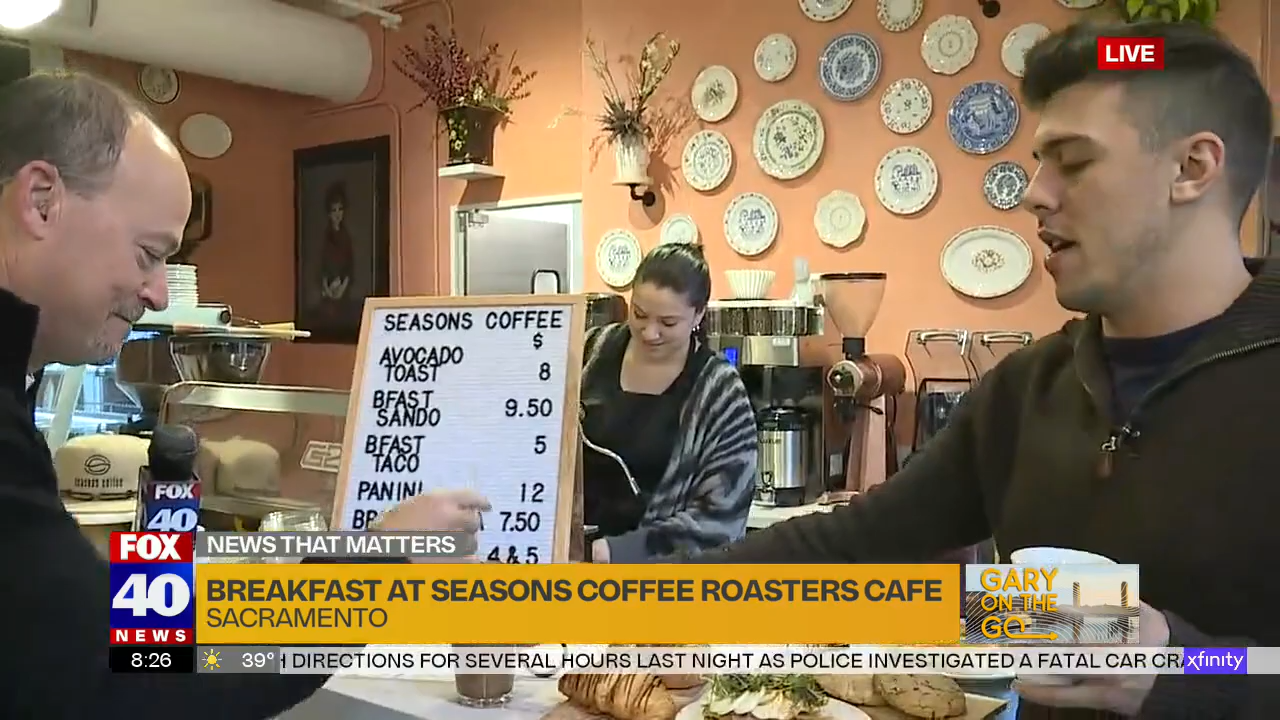 LIVE
SEASONS COFFEE
$
AVOCADO TOAST 8
BFAST SANDO 9.50
BFAST TACO 5
PANINI 12
7.50
4&5
FOX
40
FOX
40
NEWS
NEWS THAT MATTERS
BREAKFAST AT SEASONS COFFEE ROASTERS CAFE
SACRAMENTO
GARY
ON THE
GO
8:26
39°
DIRECTIONS FOR SEVERAL HOURS LAST NIGHT AS POLICE INVESTIGATED A FATAL CAR
xfinity